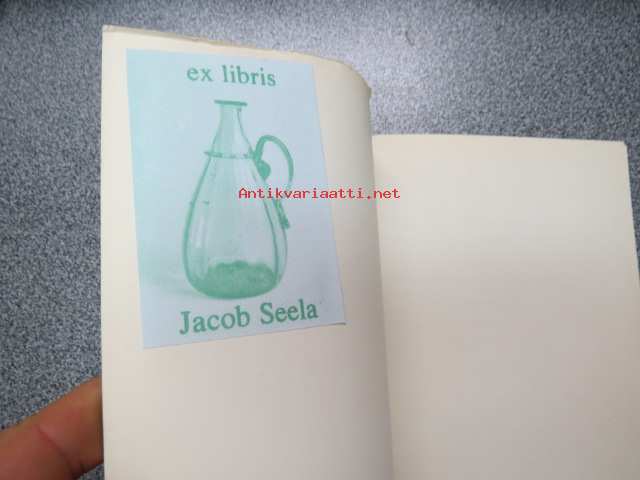 ex libris
Antikvariaatti.net
Jacob Seela